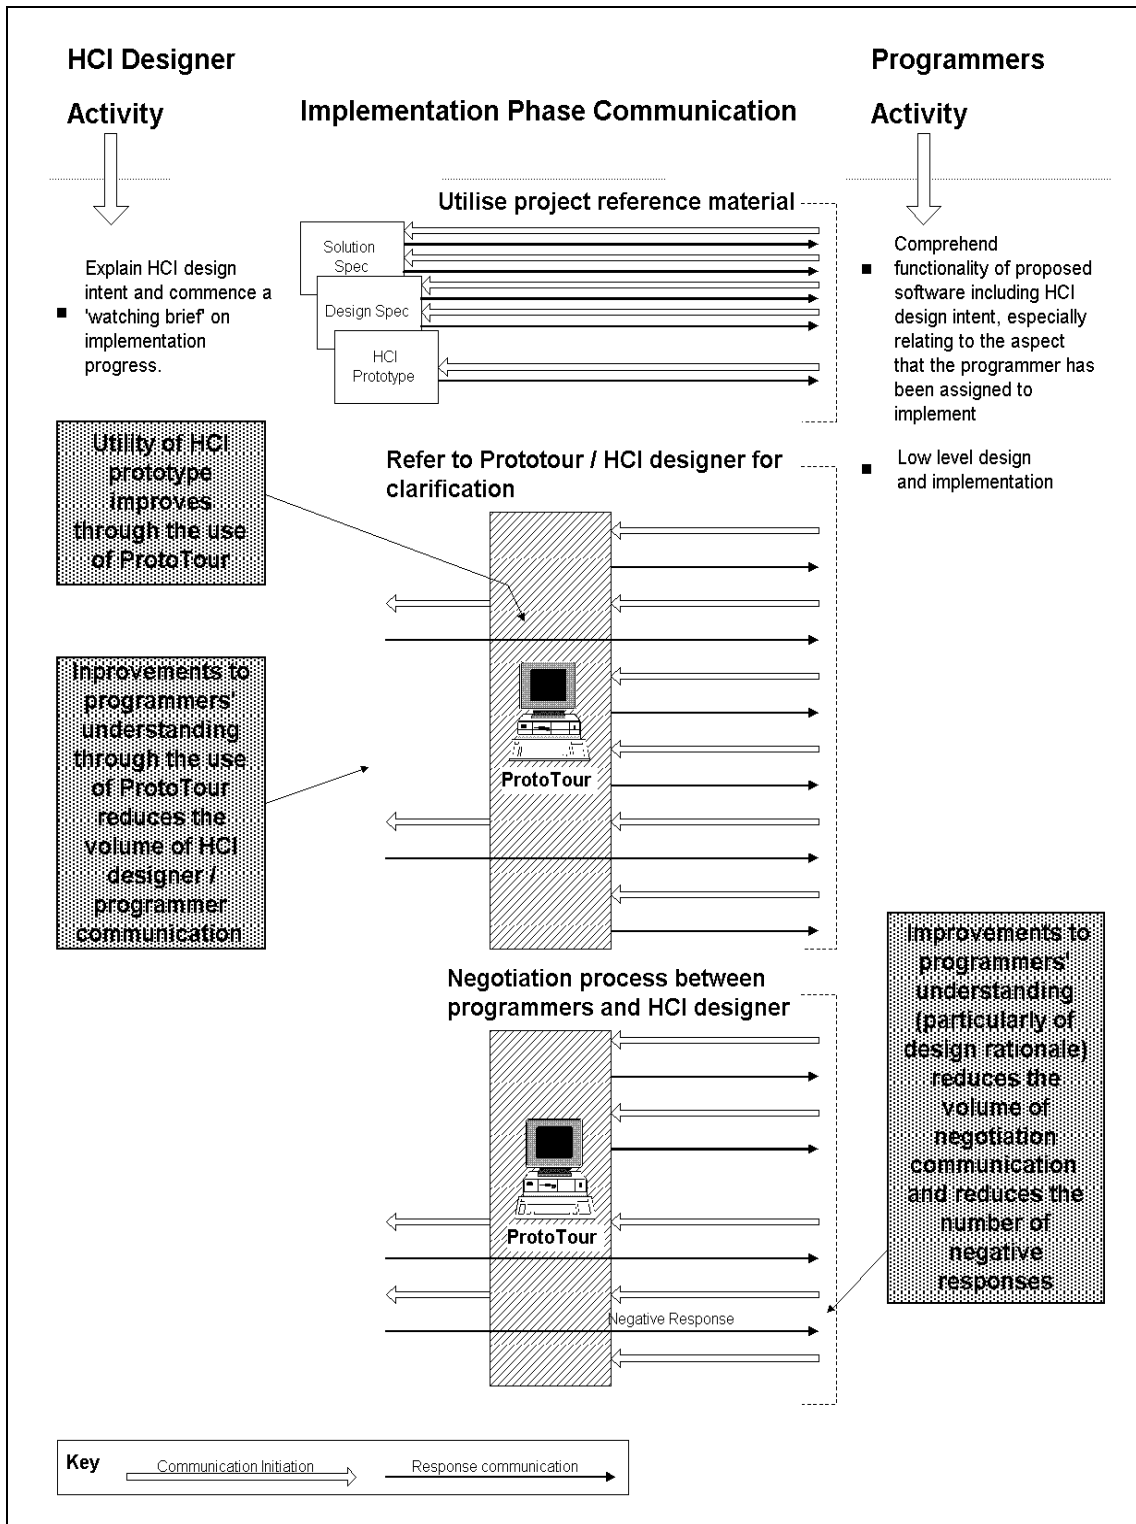 HCI Designer
Programmers
Activity
Implementation Phase Communication
Activity
Utilise project reference material
Solution
Spec
Design Spec
HCI
Prototype
Explain HCI design
intent and commence a
'watching brief' on
implementation
progress.
Comprehend
functionality of proposed
software including HCI
design intent, especially
relating to the aspect
that the programmer has
been assigned to
implement
Low level design
and implementation
Utility of HCI
prototype
improves
through the use
of ProtoTour
Refer to Prototour / HCI designer for
clarification
ProtoTour
Inprovements to
programmers'
understanding
through the use
of ProtoTour
reduces the
volume of HCI
designer /
programmer
communication
Negotiation process between
programmers and HCI designer
ProtoTour
Negative Response
Improvements to
programmers'
understanding
(particularly of
design rationale)
reduces the
volume of
negotiation
communication
and reduces the
number of
negative
responses
Key
Communication Initiation
Response communication